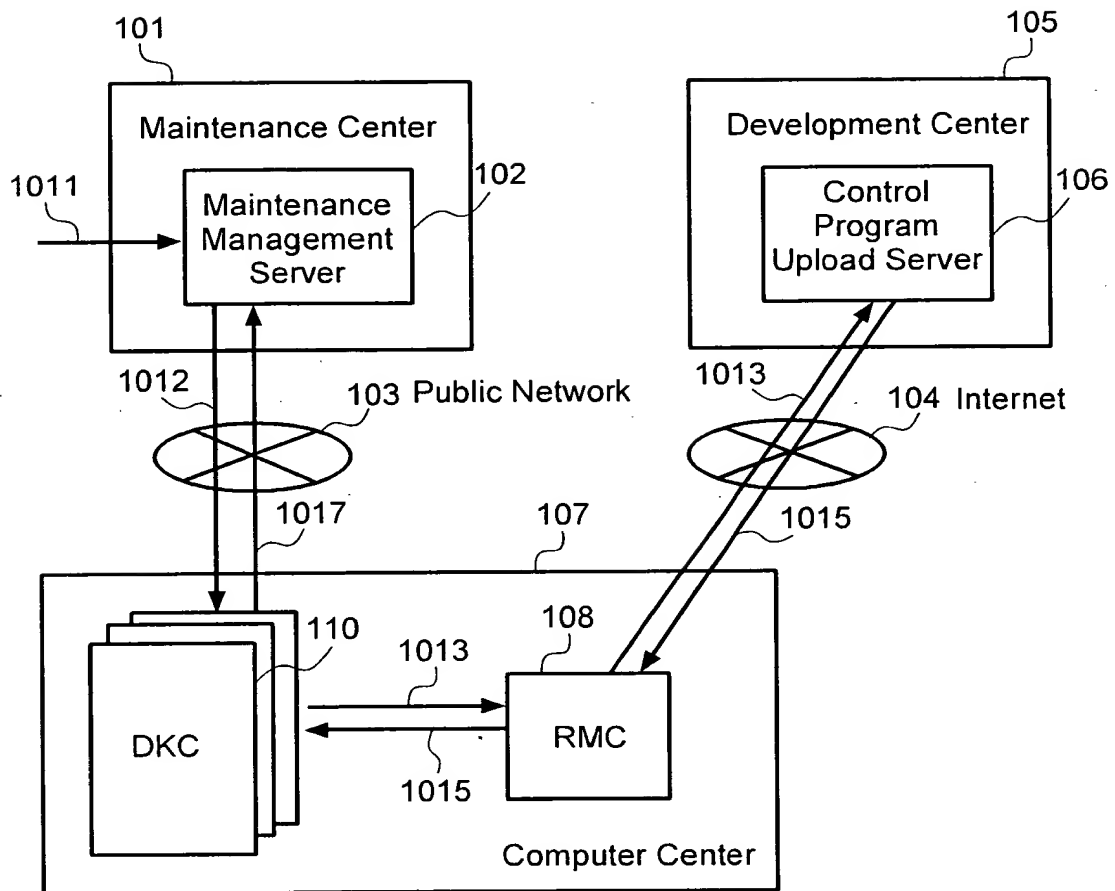 101
105
Maintenance Center
Development Center
1011
102
106
Maintenance
Management
Server
Control
Program
Upload Server
1012
103 Public Network
1013
104 Internet
1017
107
1015
110
108
1013
DKC
RMC
1015
Computer Center